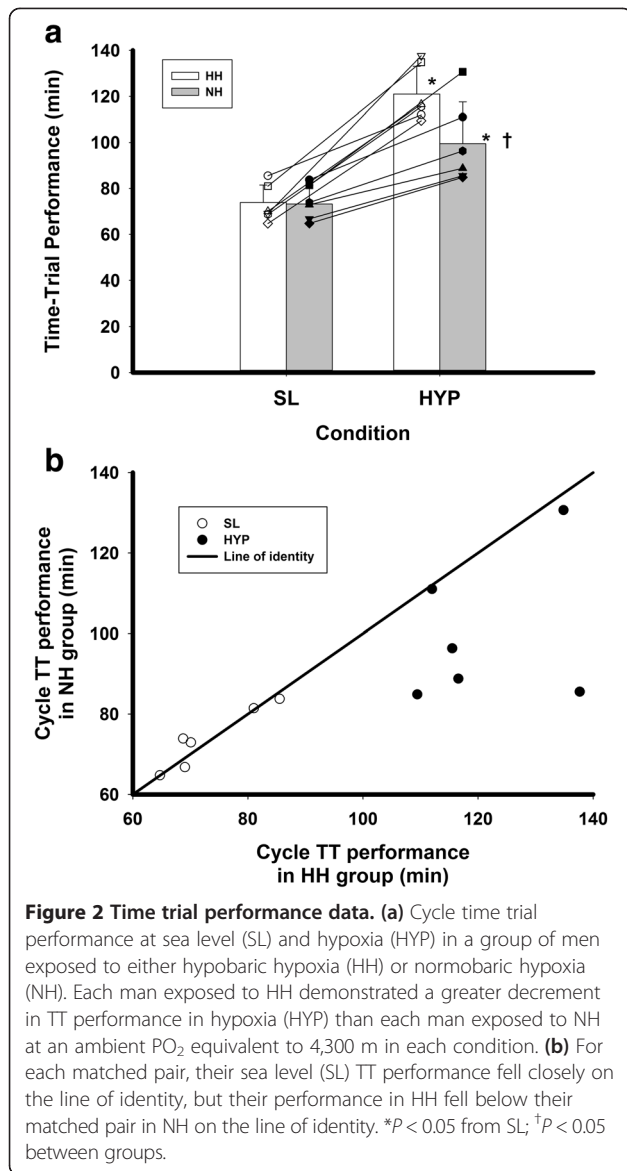 a
140
120
100
80
60
40
20
0
Time-Trial Performance (min)
HH
NH
*
* †
SL
HYP
Condition
b
140
120
100
80
60
Cycle TT performance
in NH group (min)
SL
HYP
Line of identity
60
80
100
120
140
Cycle TT performance
in HH group (min)
Figure 2 Time trial performance data. (a) Cycle time trial
performance at sea level (SL) and hypoxia (HYP) in a group of men
exposed to either hypobaric hypoxia (HH) or normobaric hypoxia
(NH). Each man exposed to HH demonstrated a greater decrement
in TT performance in hypoxia (HYP) than each man exposed to NH
at an ambient PO₂ equivalent to 4,300 m in each condition. (b) For
each matched pair, their sea level (SL) TT performance fell closely on
the line of identity, but their performance in HH fell below their
matched pair in NH on the line of identity. *P < 0.05 from SL; †P < 0.05
between groups.